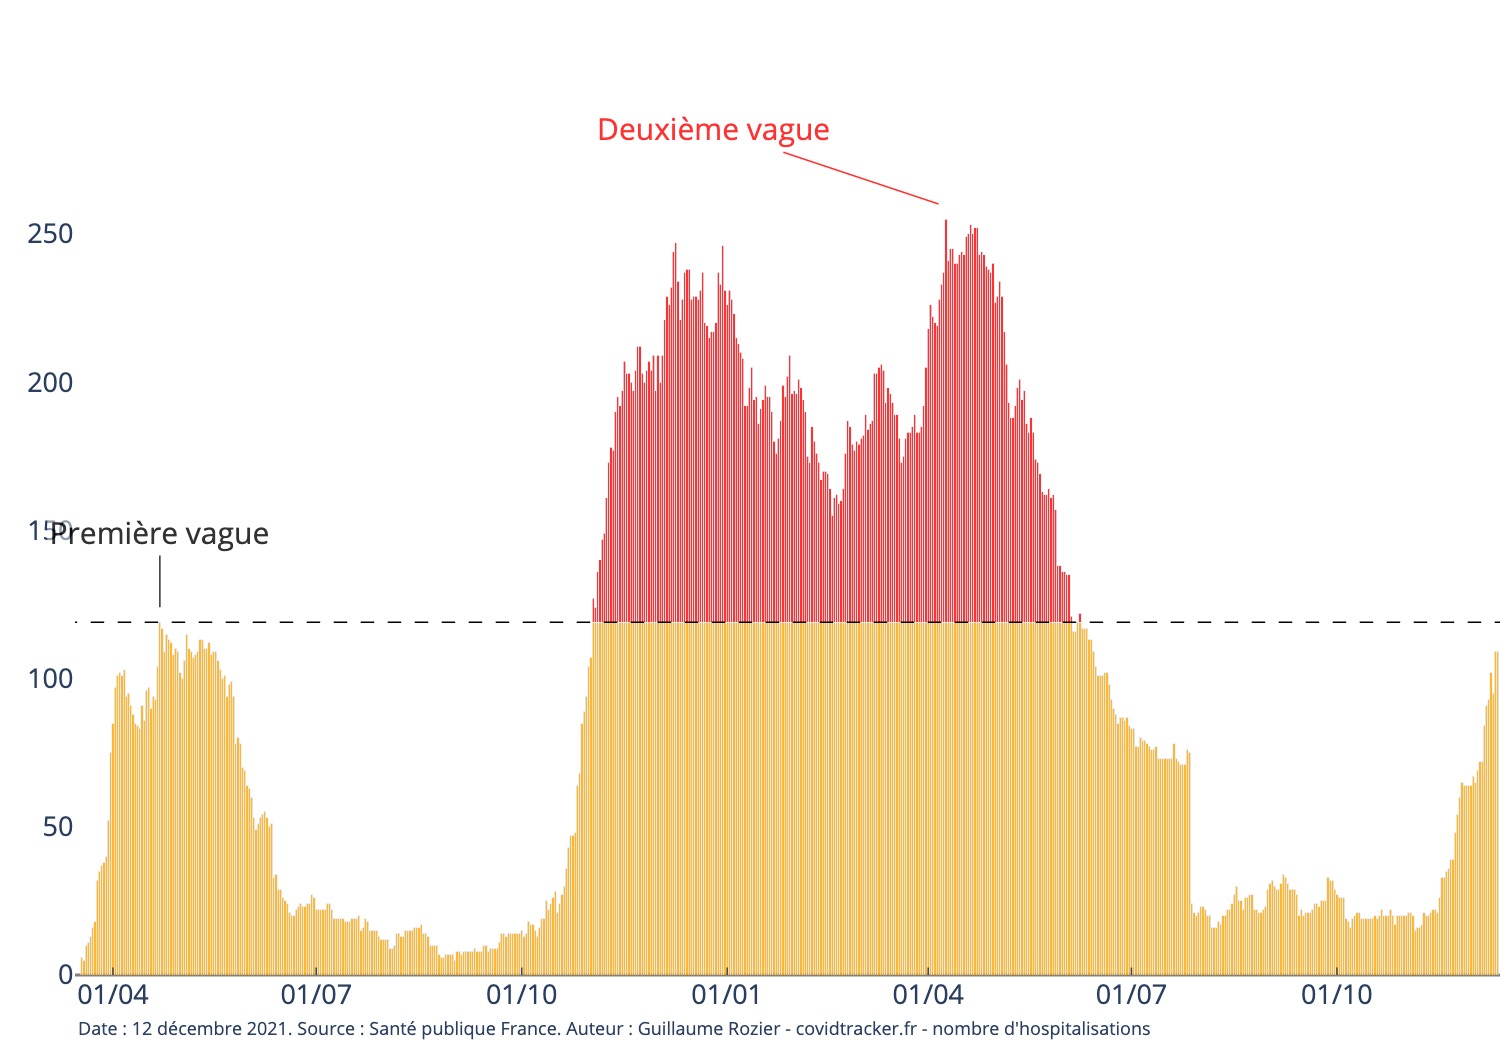 Deuxième vague
250
200
150
Première vague
100
50
0
01/04 01/07 01/10 01/01 01/04 01/07 01/10
Date : 12 décembre 2021. Source : Santé publique France. Auteur : Guillaume Rozier - covidtracker.fr - nombre d'hospitalisations